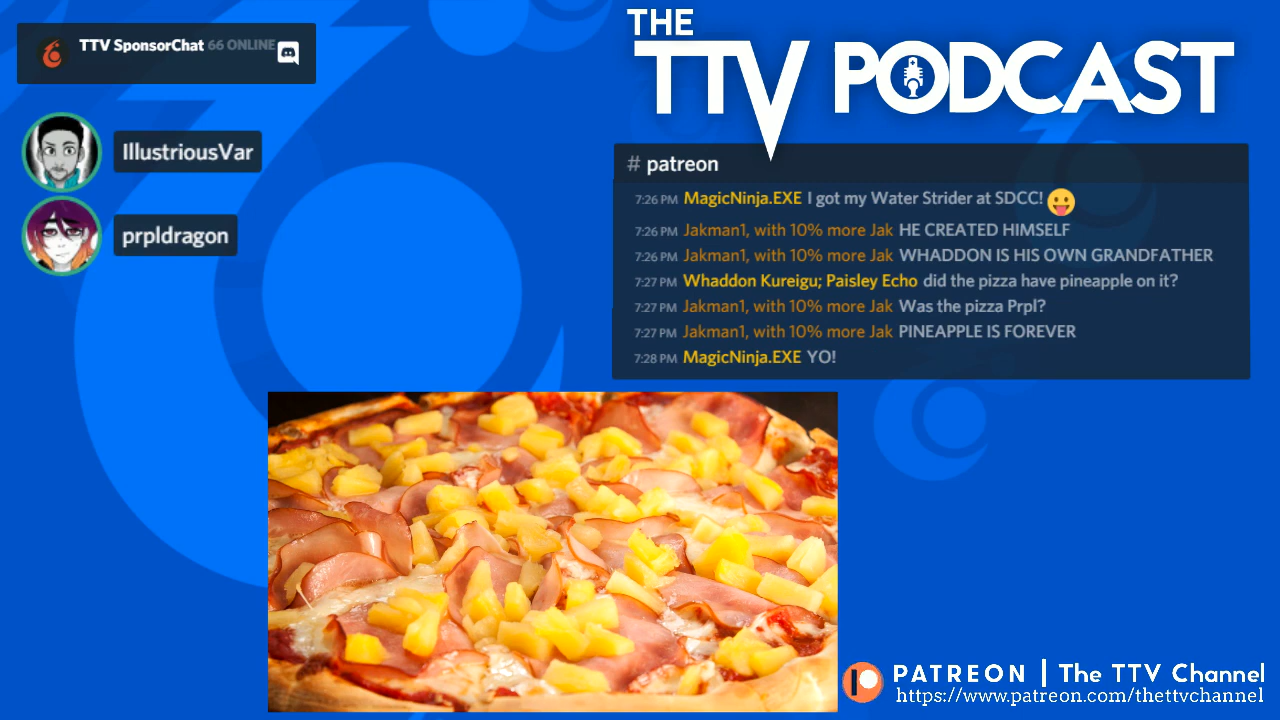 TTV SponsorChat 66 ONLINE
IllustriousVar
prpldragon
THE
TTV PODCAST
# patreon
7:26 PM MagicNinja.EXE I got my Water Strider at SDCC! 😛
7:26 PM Jakman1, with 10% more Jak HE CREATED HIMSELF
7:26 PM Jakman1, with 10% more Jak WHADDON IS HIS OWN GRANDFATHER
7:27 PM Whaddon Kureigu; Paisley Echo did the pizza have pineapple on it?
7:27 PM Jakman1, with 10% more Jak Was the pizza Prpl?
7:27 PM Jakman1, with 10% more Jak PINEAPPLE IS FOREVER
7:28 PM MagicNinja.EXE YO!
PATREON | The TTV Channel
https://www.patreon.com/thettvchannel